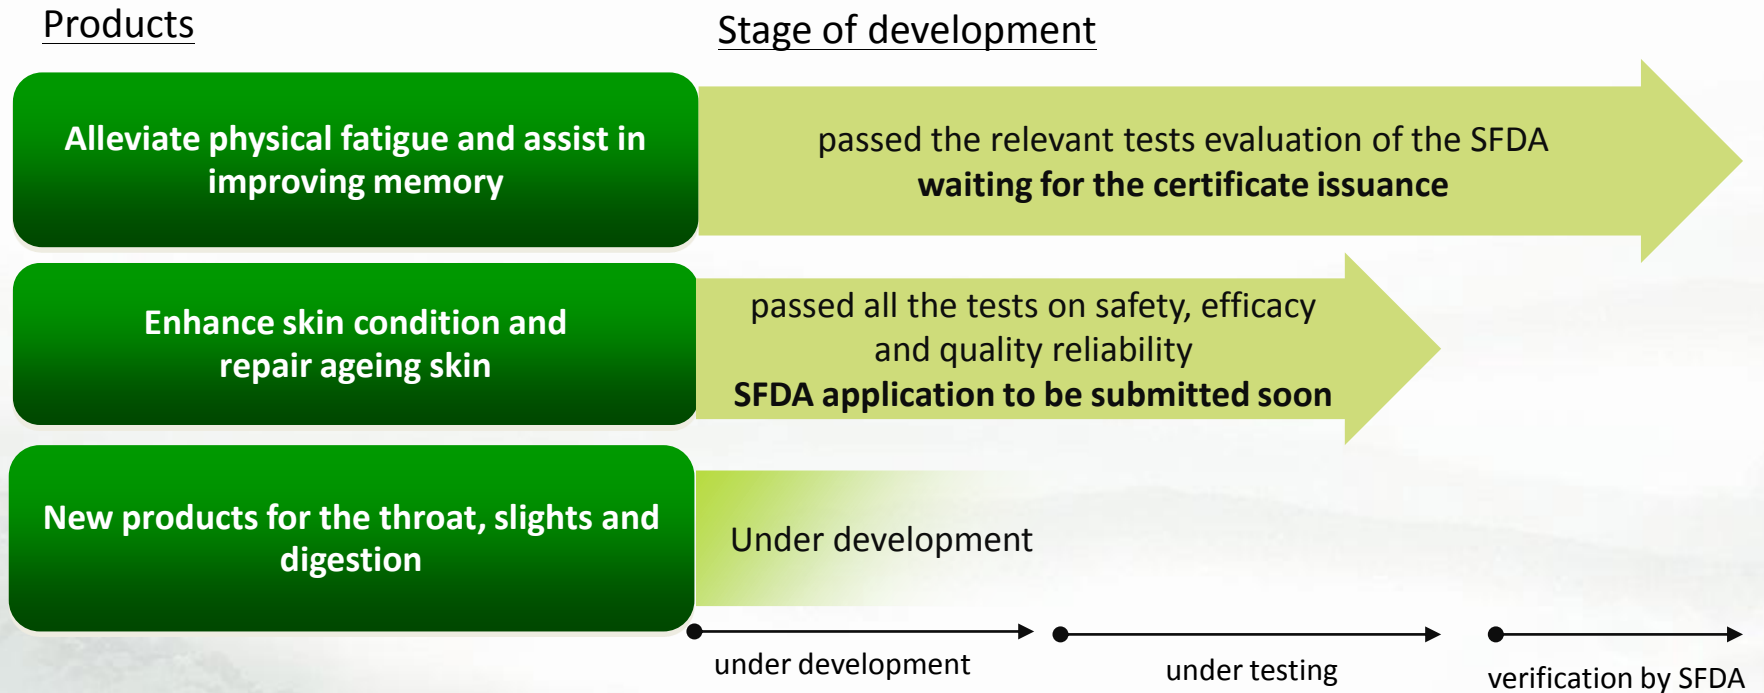 Products
Stage of development
Alleviate physical fatigue and assist in
improving memory
passed the relevant tests evaluation of the SFDA
waiting for the certificate issuance
Enhance skin condition and
repair ageing skin
passed all the tests on safety, efficacy
and quality reliability
SFDA application to be submitted soon
New products for the throat, slights and
digestion
Under development
under development
under testing
verification by SFDA